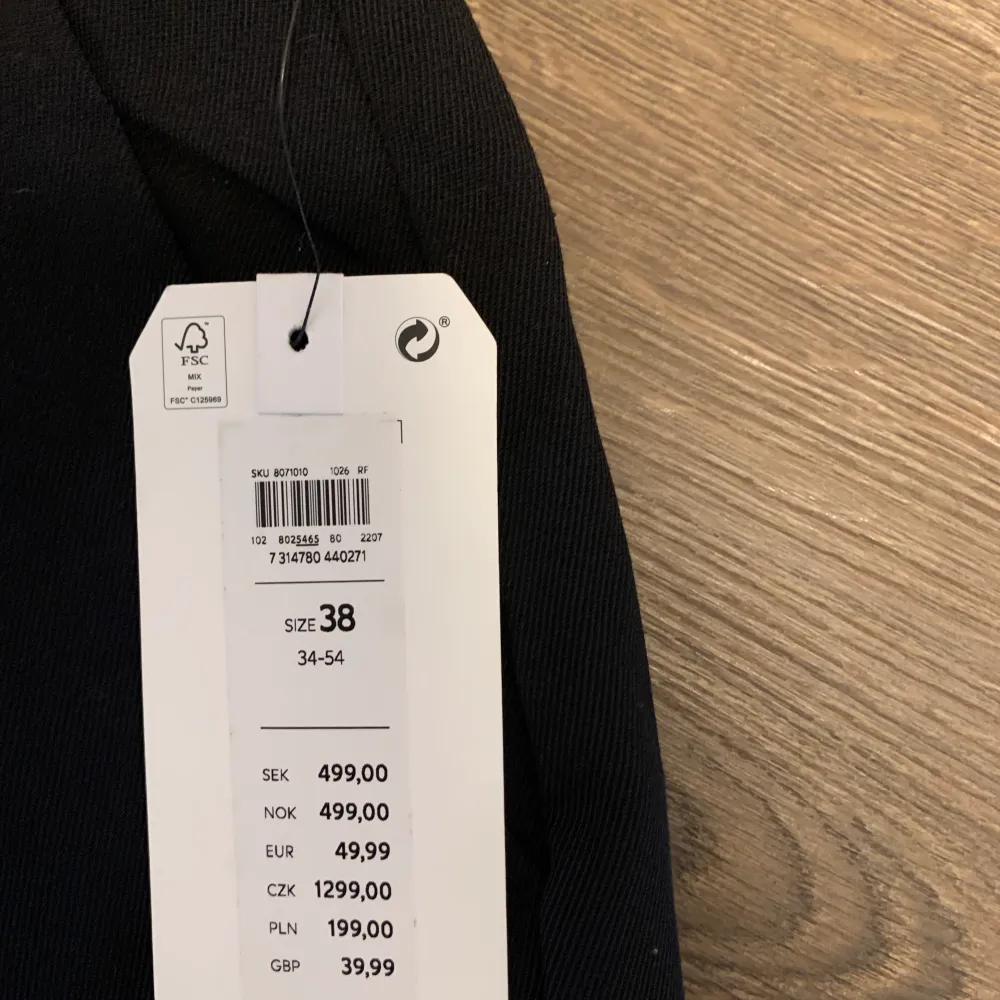 FSC™
MIX
Paper
FSC® C125969
®
SKU 8071010 1026 RF
102 8025465 80 2207
7 314780 440271
SIZE 38
34-54
SEK 499,00
NOK 499,00
EUR 49,99
CZK 1299,00
PLN 199,00
GBP 39,99